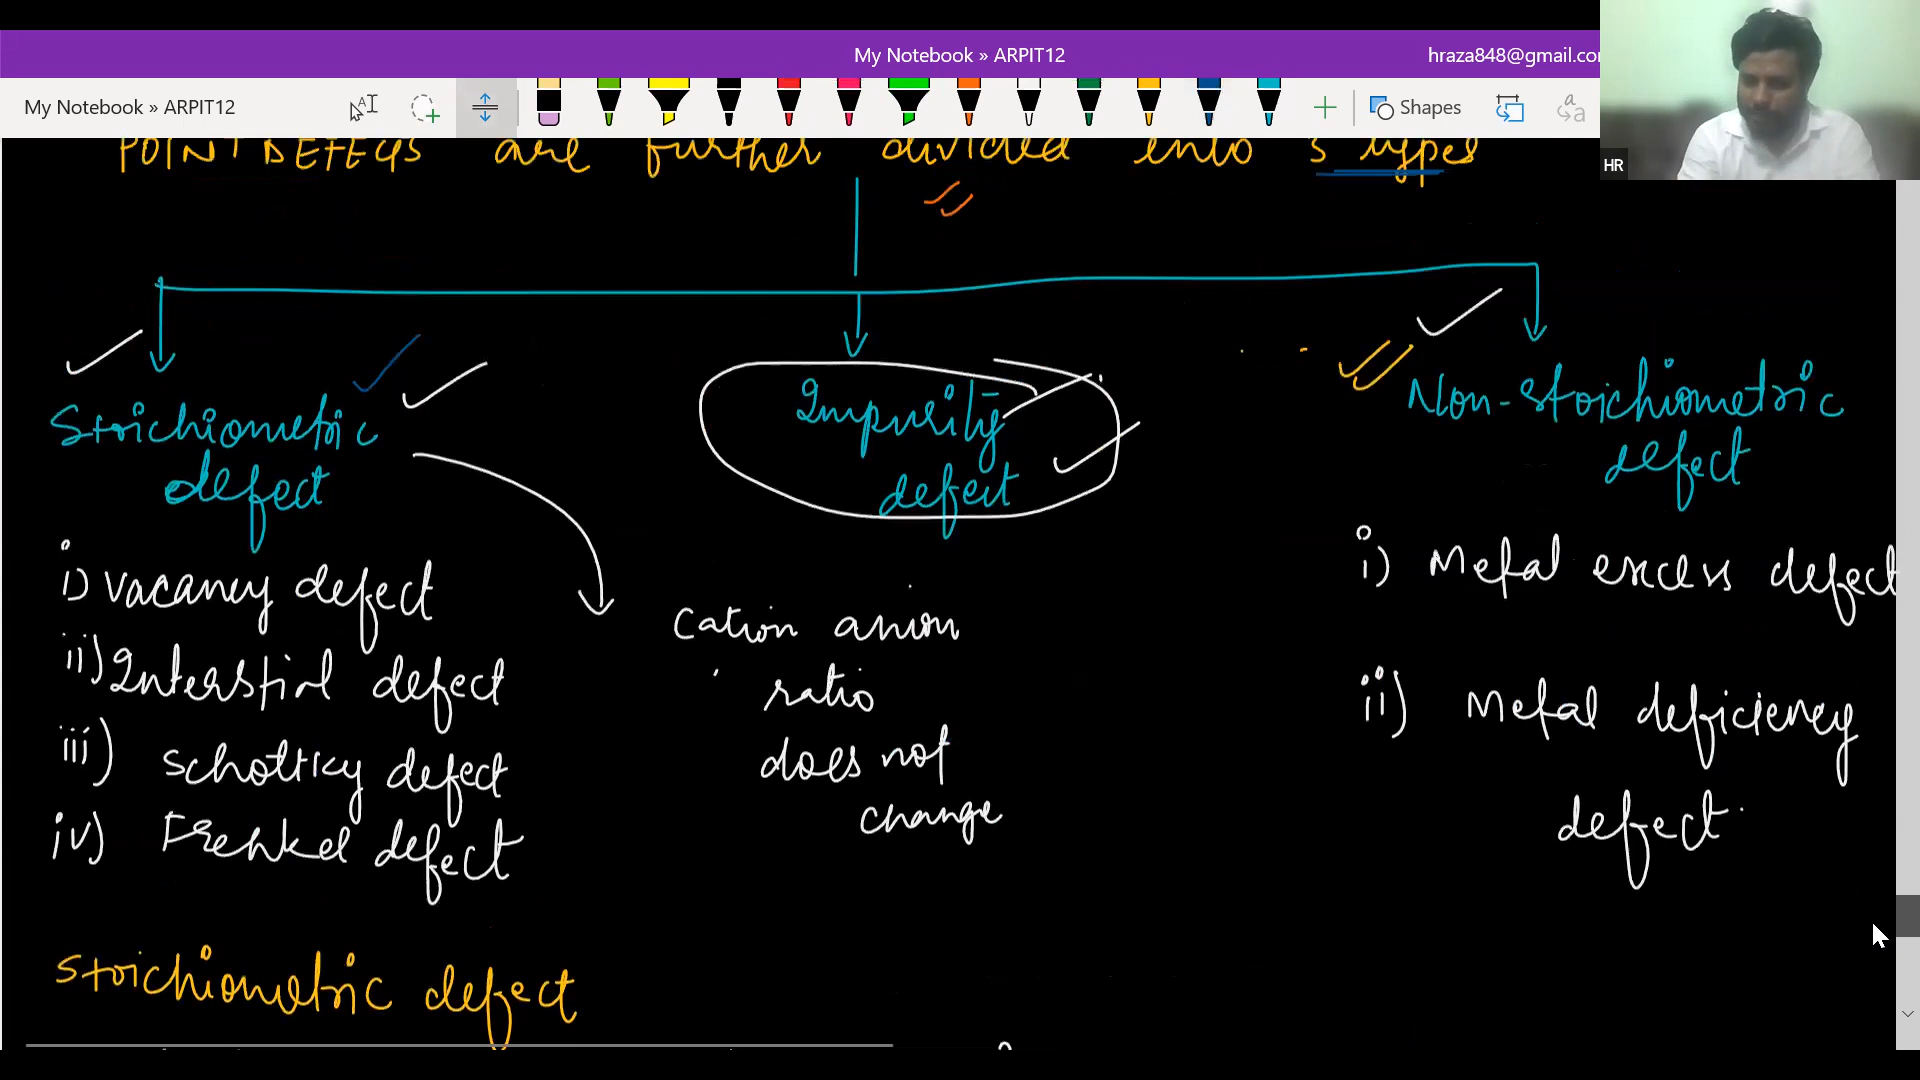 My Notebook » ARPIT12
hraza848@gmail.co
My Notebook » ARPIT12
Shapes
HR
POINT DEFECTS are further divided into 3 types
Stoichiometric
defect
Impurity
defect
Non-stoichiometric
defect
i) vacancy defect
ii) Interstial defect
iii) Schottky defect
iv) Frenkel defect
Cation anion
ratio
does not
change
i) Metal excess defect
ii) Metal deficiency
defect
Stoichiometric defect